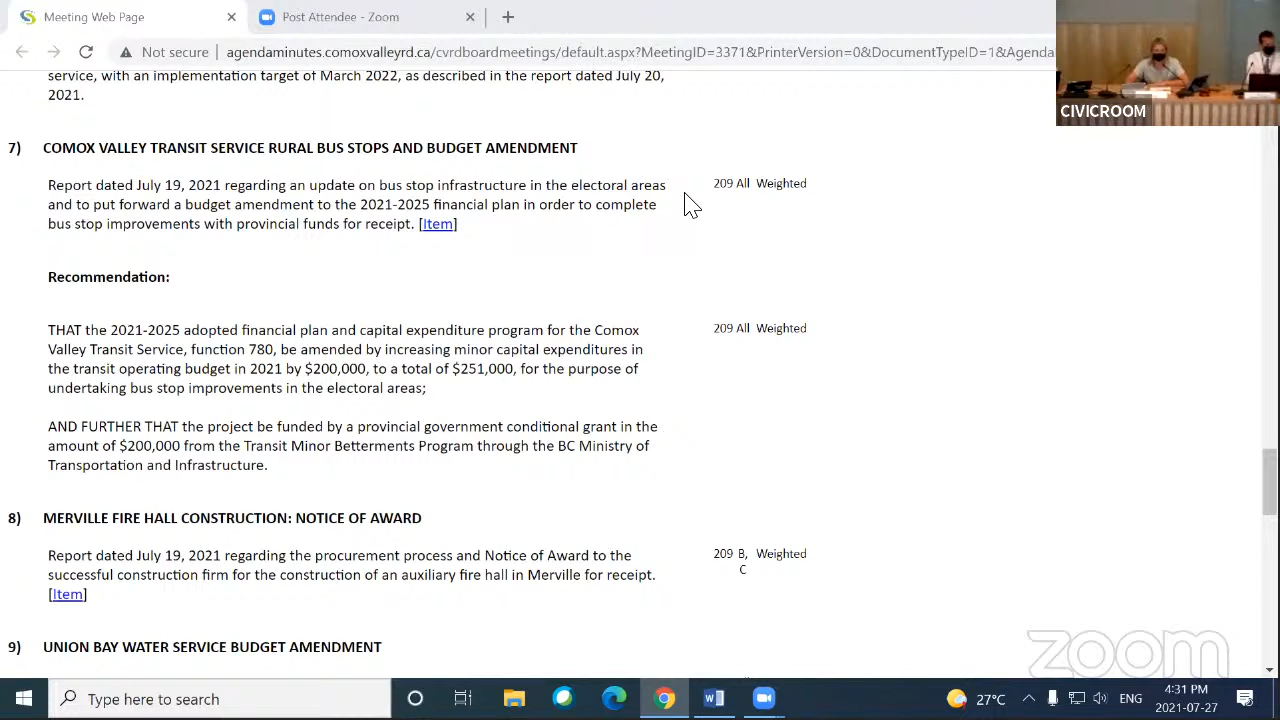 Meeting Web Page
Post Attendee - Zoom
Not secure
agendaminutes.comoxvalleyrd.ca/cvrdboardmeetings/default.aspx?MeetingID=3371&PrinterVersion=0&DocumentTypeID=1&Agenda
CIVICROOM
service, with an implementation target of March 2022, as described in the report dated July 20,
2021.
7) COMOX VALLEY TRANSIT SERVICE RURAL BUS STOPS AND BUDGET AMENDMENT
Report dated July 19, 2021 regarding an update on bus stop infrastructure in the electoral areas
209 All Weighted
and to put forward a budget amendment to the 2021-2025 financial plan in order to complete
bus stop improvements with provincial funds for receipt. [Item]
Recommendation:
THAT the 2021-2025 adopted financial plan and capital expenditure program for the Comox
209 All Weighted
Valley Transit Service, function 780, be amended by increasing minor capital expenditures in
the transit operating budget in 2021 by $200,000, to a total of $251,000, for the purpose of
undertaking bus stop improvements in the electoral areas;
AND FURTHER THAT the project be funded by a provincial government conditional grant in the
amount of $200,000 from the Transit Minor Betterments Program through the BC Ministry of
Transportation and Infrastructure.
8) MERVILLE FIRE HALL CONSTRUCTION: NOTICE OF AWARD
Report dated July 19, 2021 regarding the procurement process and Notice of Award to the
209 B, Weighted
C
successful construction firm for the construction of an auxiliary fire hall in Merville for receipt.
[Item]
9) UNION BAY WATER SERVICE BUDGET AMENDMENT
zoom
Type here to search
27°C
ENG
4:31 PM
2021-07-27